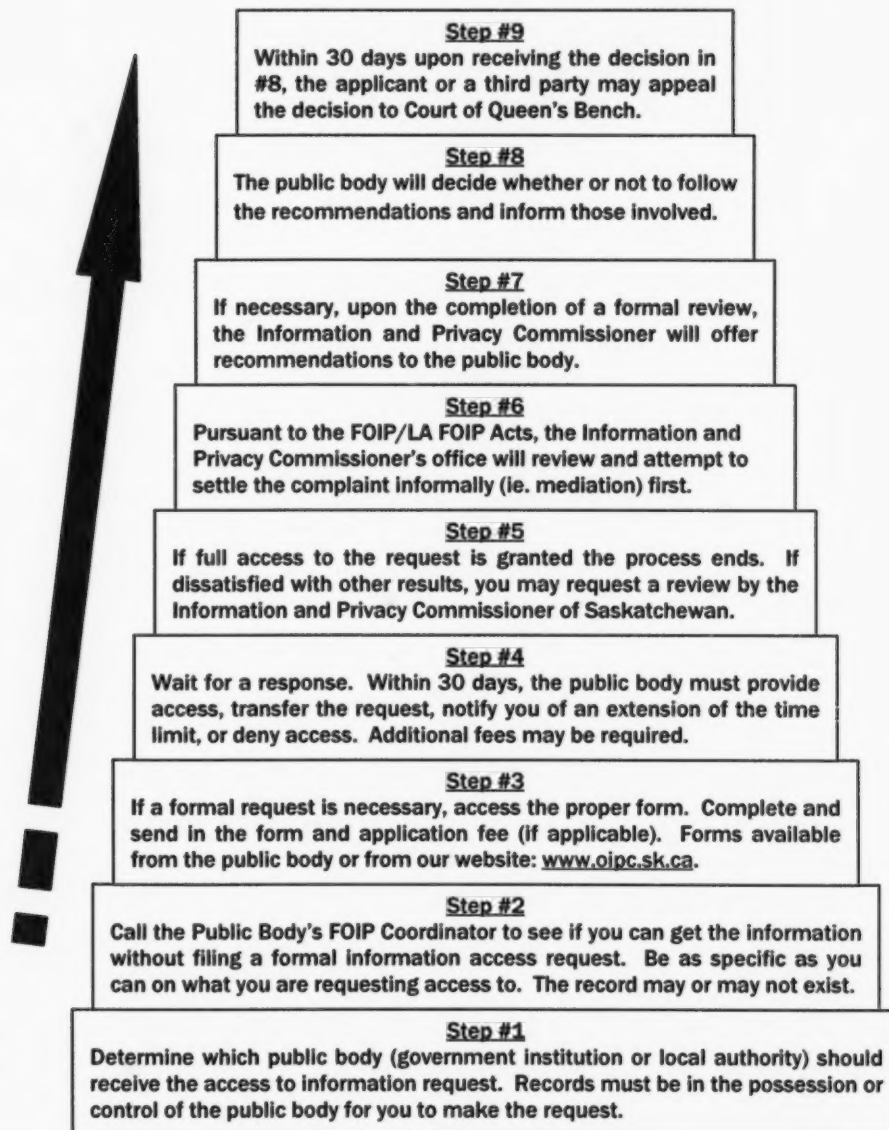 Step #9
Within 30 days upon receiving the decision in
#8, the applicant or a third party may appeal
the decision to Court of Queen's Bench.
Step #8
The public body will decide whether or not to follow
the recommendations and inform those involved.
Step #7
If necessary, upon the completion of a formal review,
the Information and Privacy Commissioner will offer
recommendations to the public body.
Step #6
Pursuant to the FOIP/LA FOIP Acts, the Information and
Privacy Commissioner's office will review and attempt to
settle the complaint informally (ie. mediation) first.
Step #5
If full access to the request is granted the process ends. If
dissatisfied with other results, you may request a review by the
Information and Privacy Commissioner of Saskatchewan.
Step #4
Wait for a response. Within 30 days, the public body must provide
access, transfer the request, notify you of an extension of the time
limit, or deny access. Additional fees may be required.
Step #3
If a formal request is necessary, access the proper form. Complete and
send in the form and application fee (if applicable). Forms available
from the public body or from our website: www.oipc.sk.ca.
Step #2
Call the Public Body's FOIP Coordinator to see if you can get the information
without filing a formal information access request. Be as specific as you
can on what you are requesting access to. The record may or may not exist.
Step #1
Determine which public body (government institution or local authority) should
receive the access to information request. Records must be in the possession or
control of the public body for you to make the request.